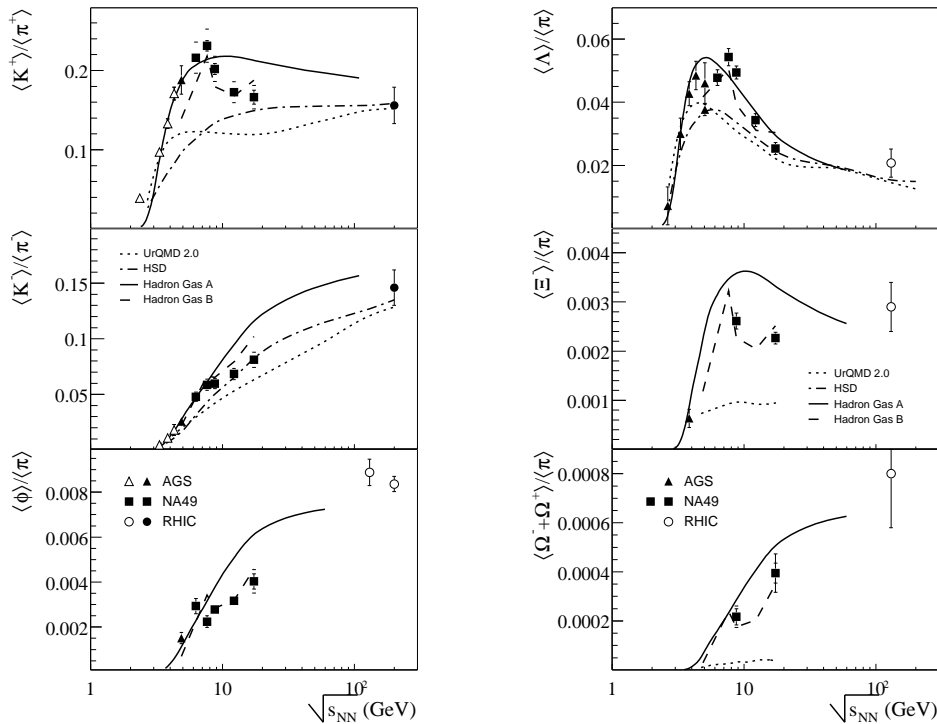 ⟨K⁺⟩/⟨π⁺⟩
0.2
0.1
⟨K⁻⟩/⟨π⁻⟩
0.15
0.1
0.05
UrQMD 2.0
HSD
Hadron Gas A
Hadron Gas B
⟨ϕ⟩/⟨π⟩
0.008
0.006
0.004
0.002
AGS
NA49
RHIC
1 10 10²
√s_NN (GeV)
⟨Λ⟩/⟨π⟩
0.06
0.04
0.02
0
⟨Ξ⁻⟩/⟨π⟩
0.004
0.003
0.002
0.001
0
UrQMD 2.0
HSD
Hadron Gas A
Hadron Gas B
⟨Ω⁻+Ω⁺⟩/⟨π⟩
0.0008
0.0006
0.0004
0.0002
0
AGS
NA49
RHIC
1 10 10²
√s_NN (GeV)